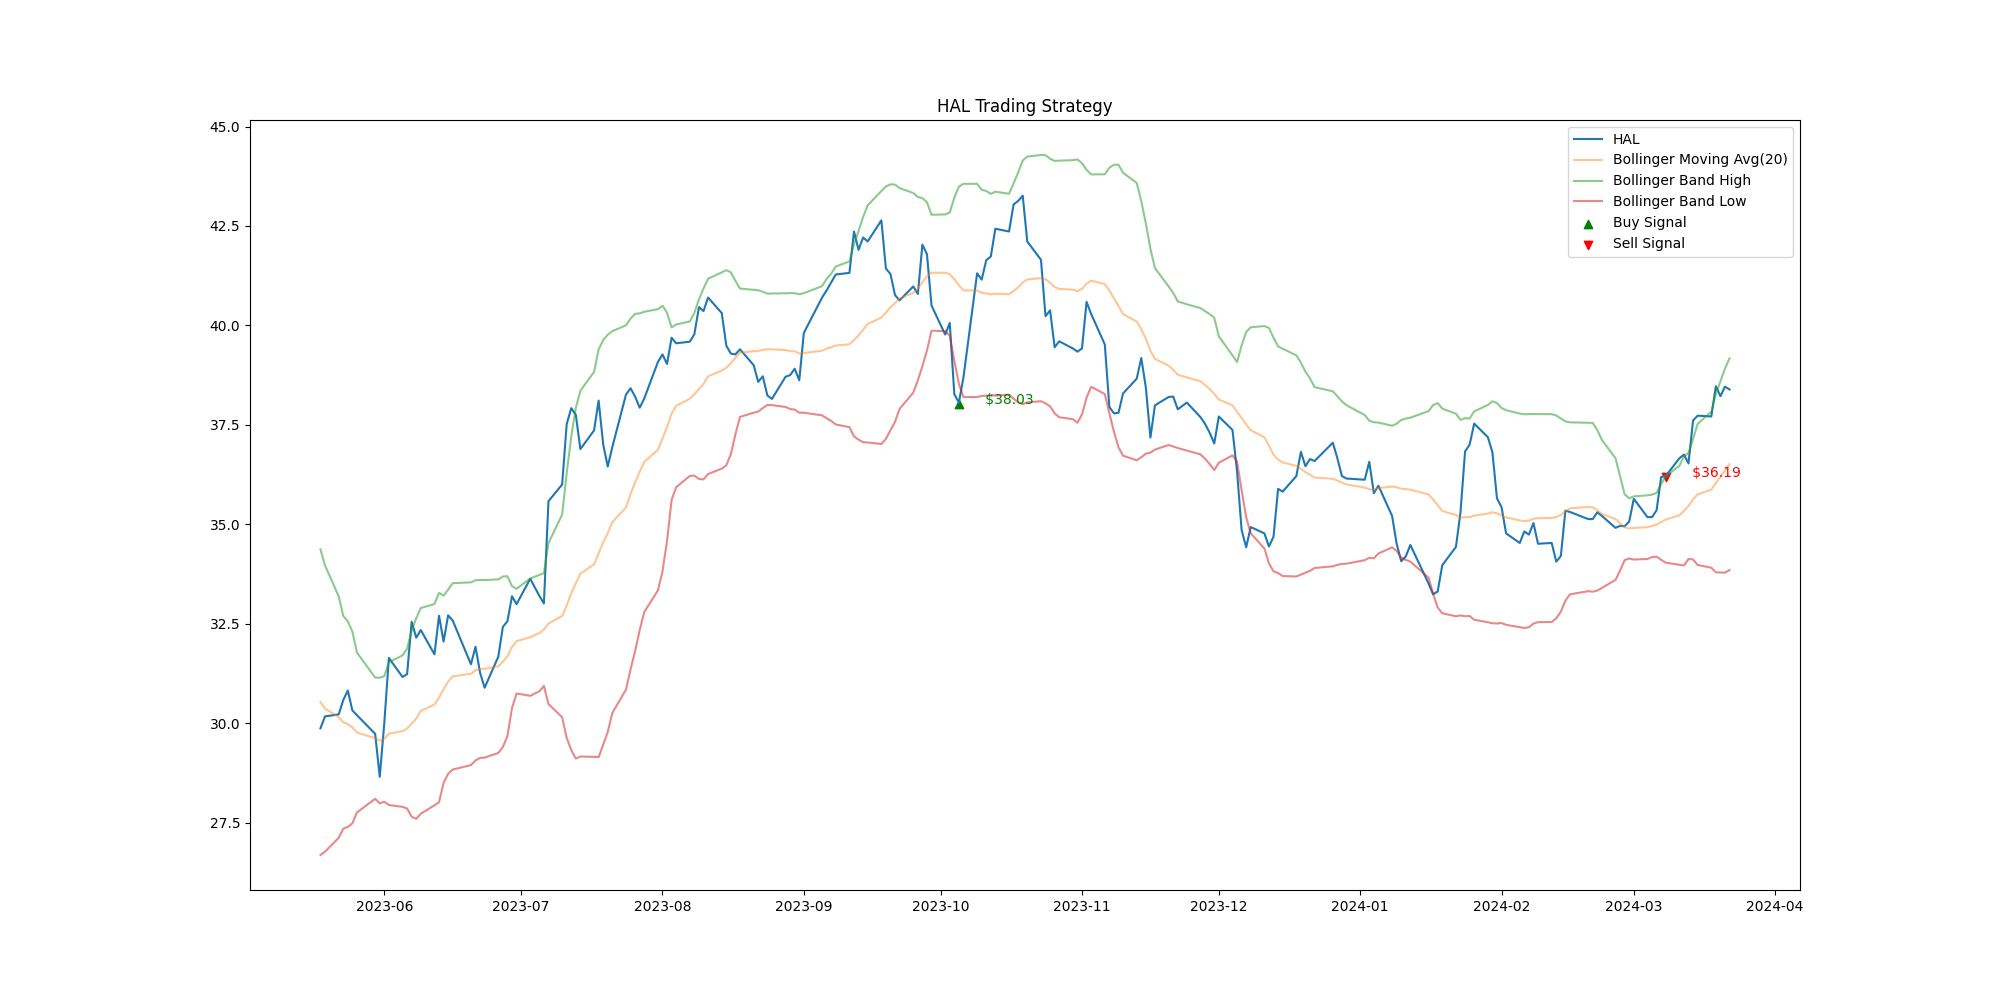 HAL Trading Strategy
45.0
42.5
40.0
37.5
35.0
32.5
30.0
27.5
HAL
Bollinger Moving Avg(20)
Bollinger Band High
Bollinger Band Low
Buy Signal
Sell Signal
$38.03
$36.19
2023-06 2023-07 2023-08 2023-09 2023-10 2023-11 2023-12 2024-01 2024-02 2024-03 2024-04